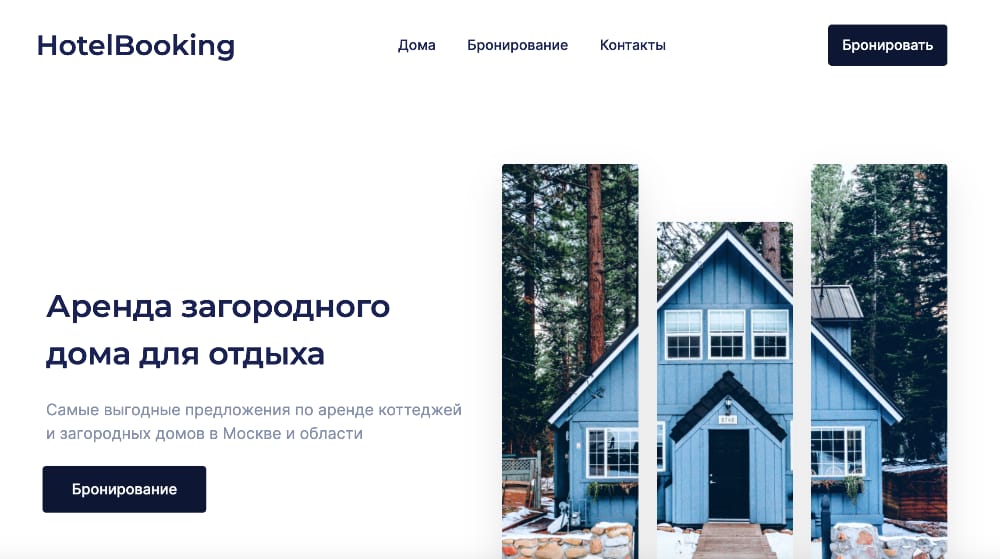 HotelBooking
Дома
Бронирование
Контакты
Бронировать
Аренда загородного
дома для отдыха
Самые выгодные предложения по аренде коттеджей
и загородных домов в Москве и области
Бронирование